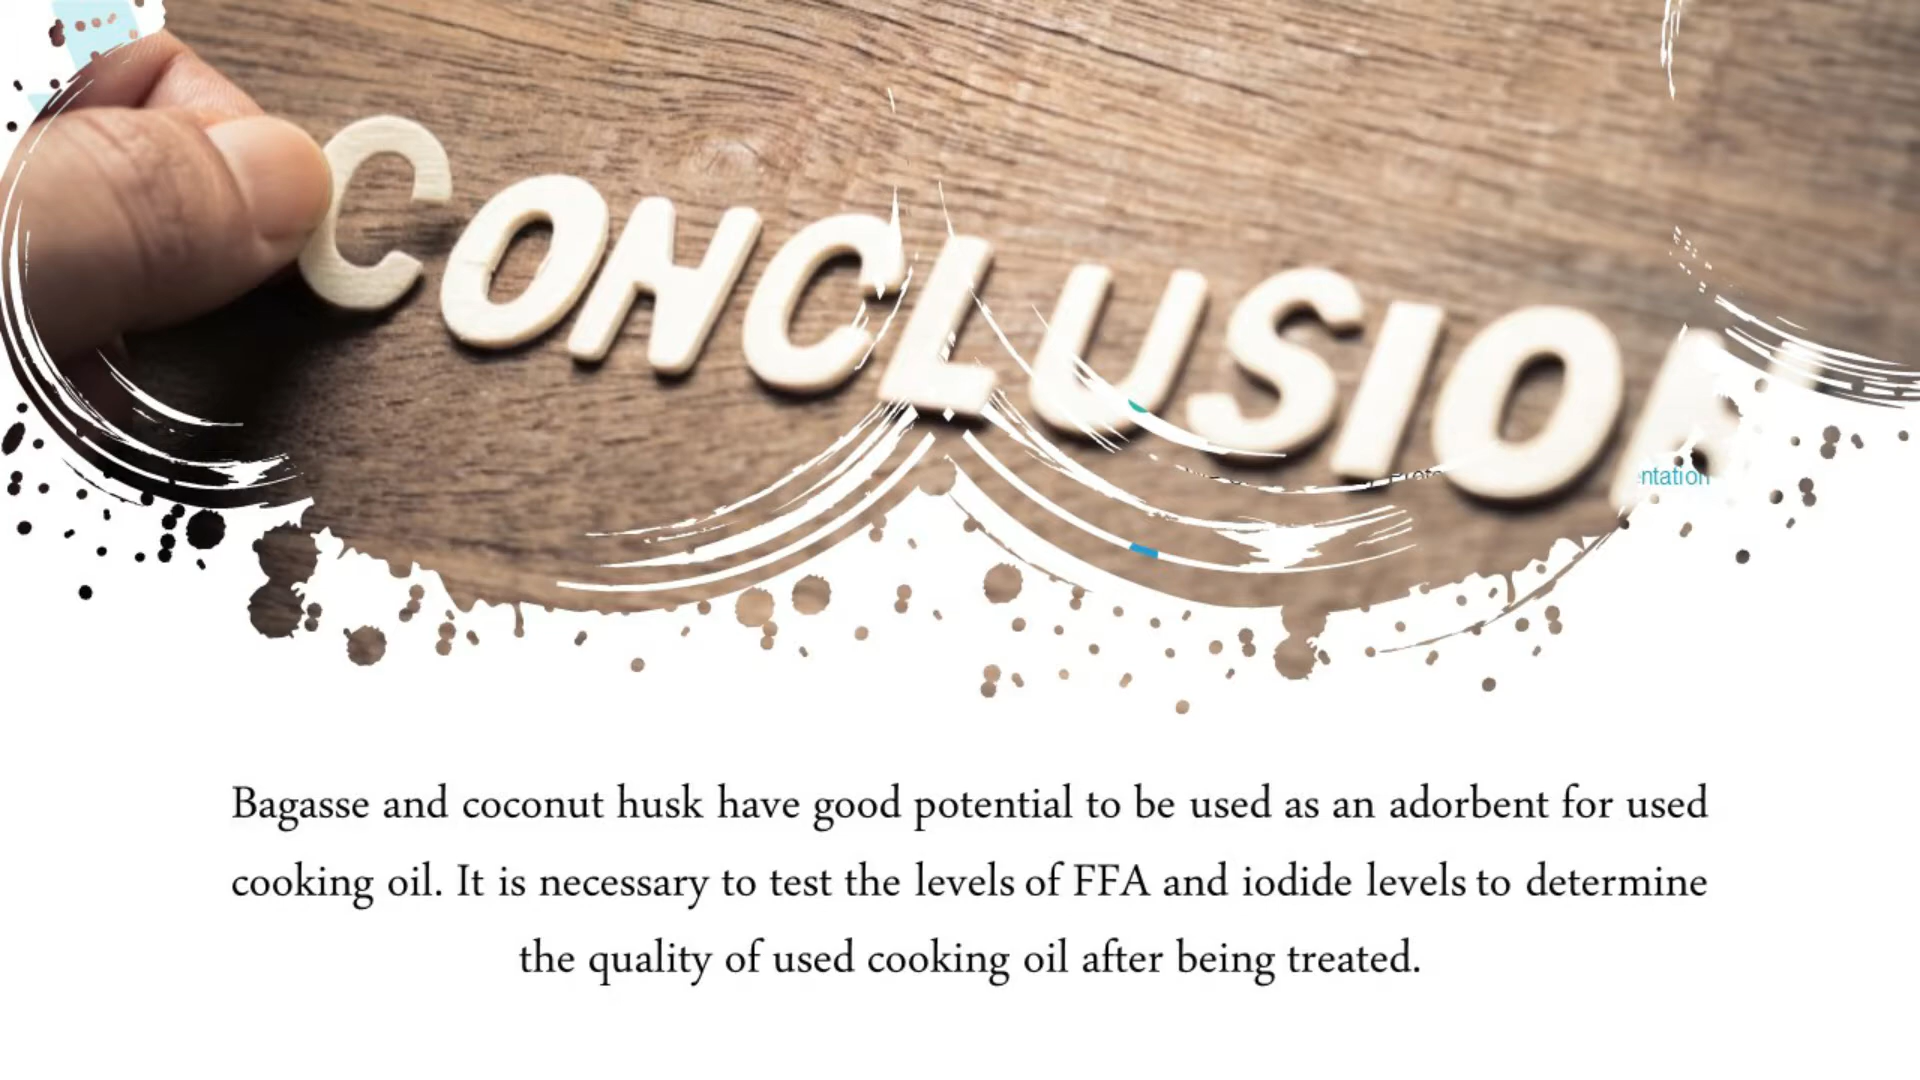 CONCLUSION
ntation
Bagasse and coconut husk have good potential to be used as an adorbent for used
cooking oil. It is necessary to test the levels of FFA and iodide levels to determine
the quality of used cooking oil after being treated.